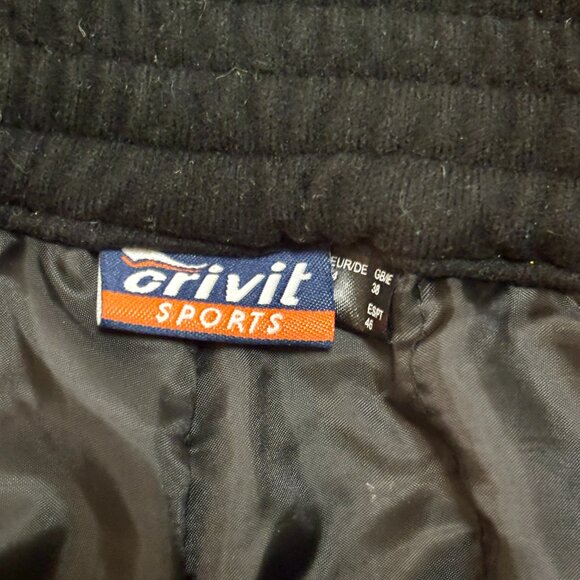 crivit
SPORTS
EUR/DE GB/IE
38
ES/PT
46